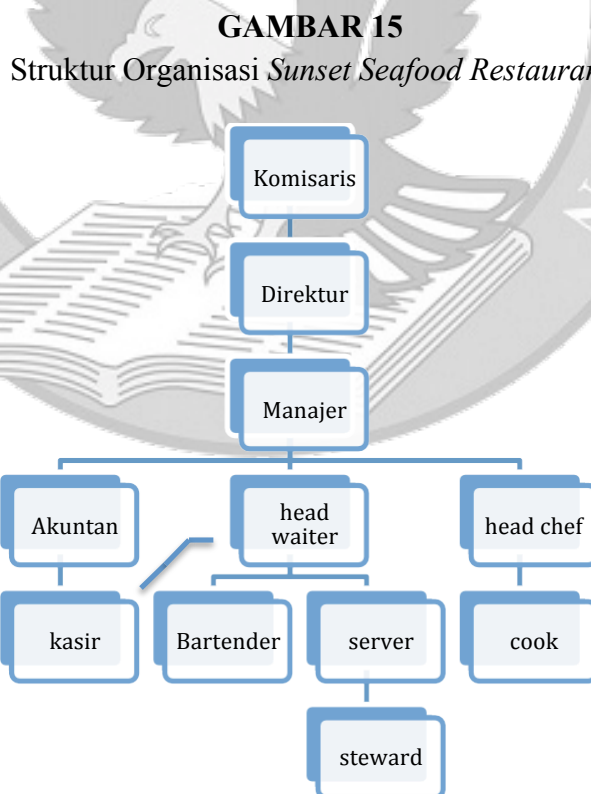 GAMBAR 15
Struktur Organisasi Sunset Seafood
Komisaris
Direktur
Manajer
Akuntan
head
waiter
head chef
kasir
Bartender
server
cook
steward